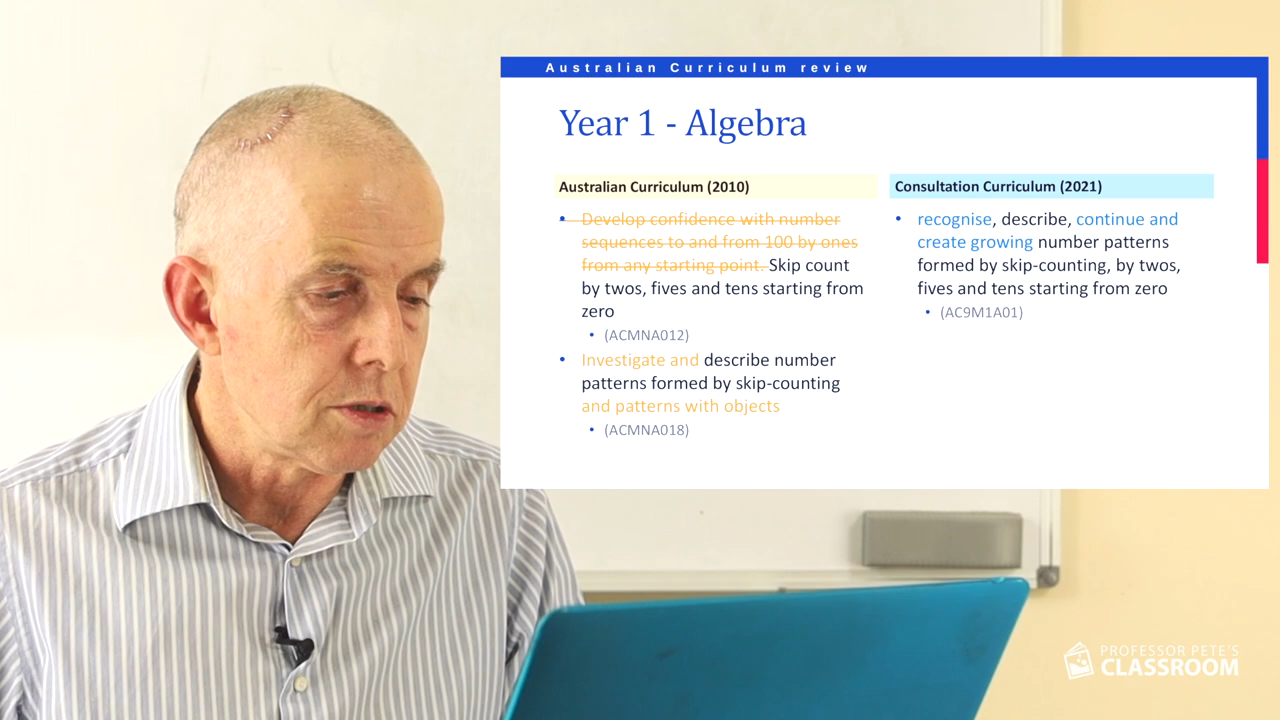 Australian Curriculum review
Year 1 - Algebra
Australian Curriculum (2010)
• Develop confidence with number
sequences to and from 100 by ones
from any starting point. Skip count
by twos, fives and tens starting from
zero
• (ACMNA012)
• Investigate and describe number
patterns formed by skip-counting
and patterns with objects
• (ACMNA018)
Consultation Curriculum (2021)
• recognise, describe, continue and
create growing number patterns
formed by skip-counting, by twos,
fives and tens starting from zero
• (AC9M1A01)
PROFESSOR PETE'S
CLASSROOM